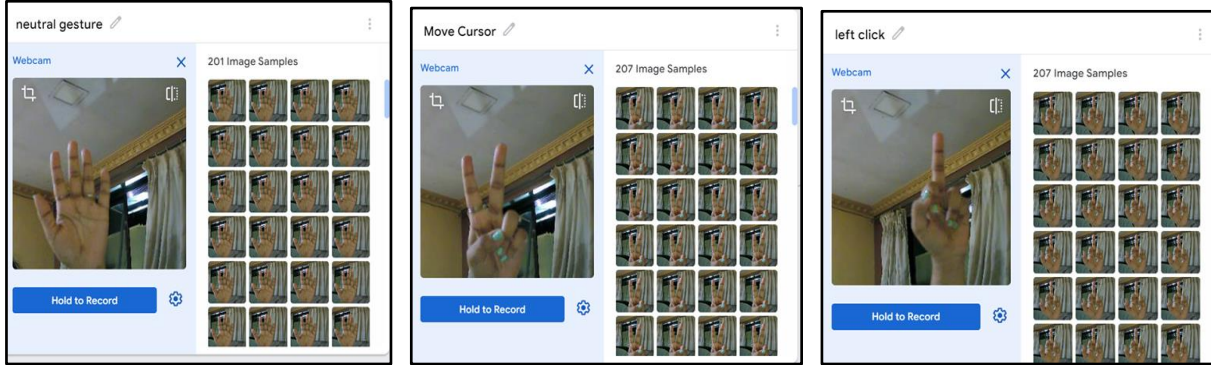 neutral gesture
Webcam
201 Image Samples
Hold to Record
Move Cursor
Webcam
207 Image Samples
Hold to Record
left click
Webcam
207 Image Samples
Hold to Record